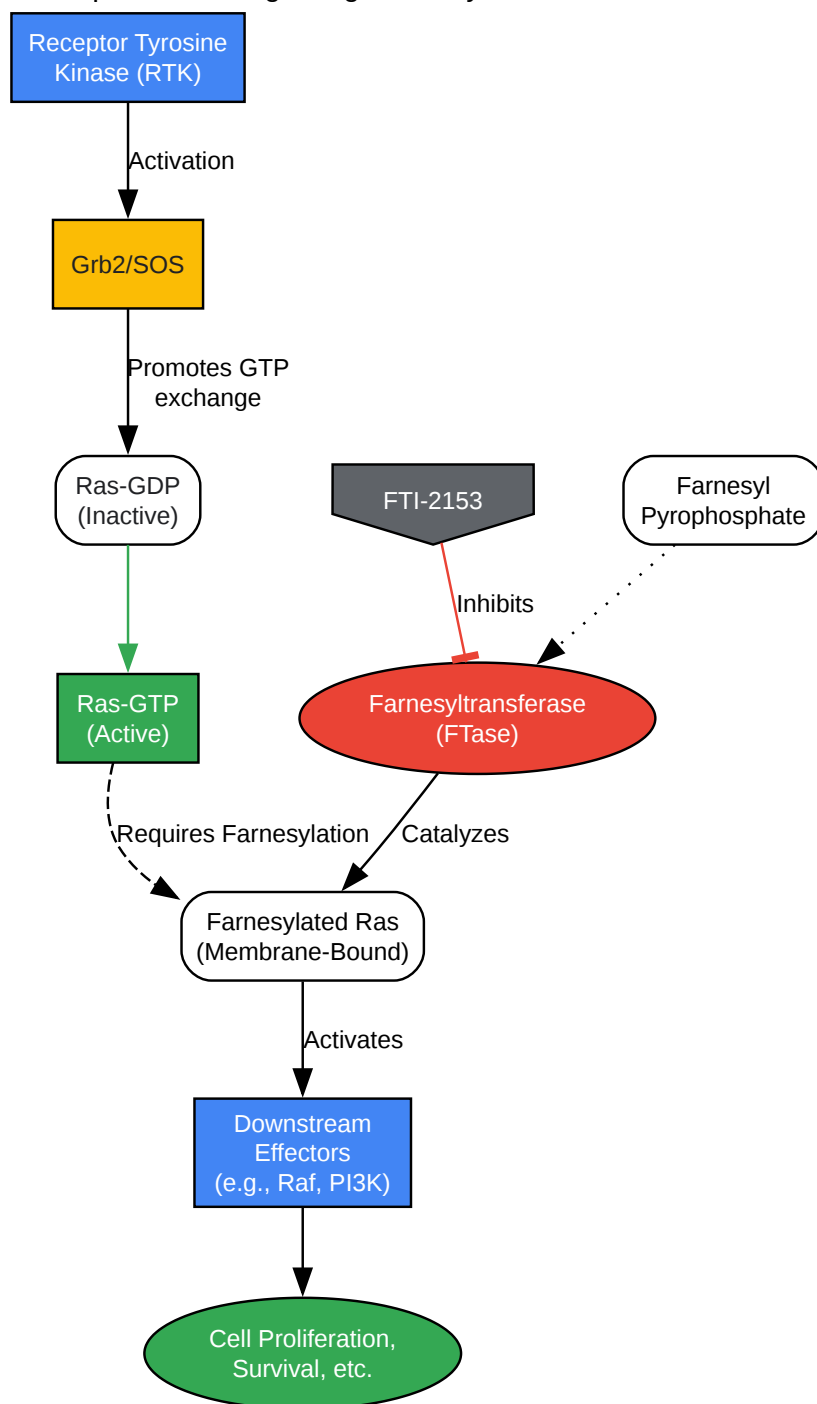 Receptor Tyrosine
Kinase (RTK)
Activation
Grb2/SOS
Promotes GTP
exchange
Ras-GDP
(Inactive)
FTI-2153
Farnesyl
Pyrophosphate
Inhibits
Ras-GTP
(Active)
Farnesyltransferase
(FTase)
Requires Farnesylation
Catalyzes
Farnesylated Ras
(Membrane-Bound)
Activates
Downstream
Effectors
(e.g., Raf, PI3K)
Cell Proliferation,
Survival, etc.